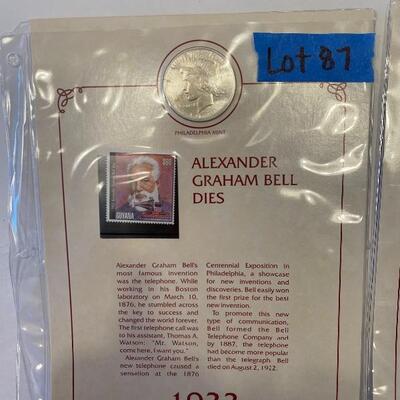 Lot 87
PHILADELPHIA MINT
ALEXANDER
GRAHAM BELL
DIES
GUYANA
Alexander Graham Bell's
most famous invention
was the telephone. While
working in his Boston
laboratory on March 10,
1876, he stumbled across
the key to success and
changed the world forever.
The first telephone call was
to his assistant, Thomas A.
Watson: "Mr. Watson,
come here, I want you."
Alexander Graham Bell's
new telephone caused a
sensation at the 1876
Centennial Exposition in
Philadelphia, a showcase
for new inventions and
discoveries. Bell easily won
the first prize for the best
new invention.
To promote this new
type of communication,
Bell formed the Bell
Telephone Company and
by 1887, the telephone
had become more popular
than the telegraph. Bell
died on August 2, 1922.
1922